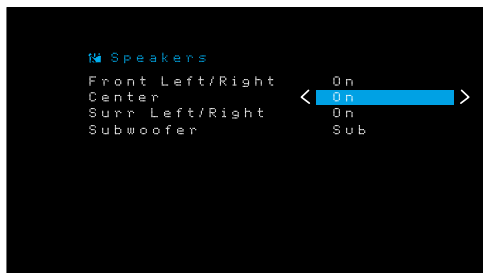 Speakers
Front Left/Right On
Center < On >
Surr Left/Right On
Subwoofer Sub